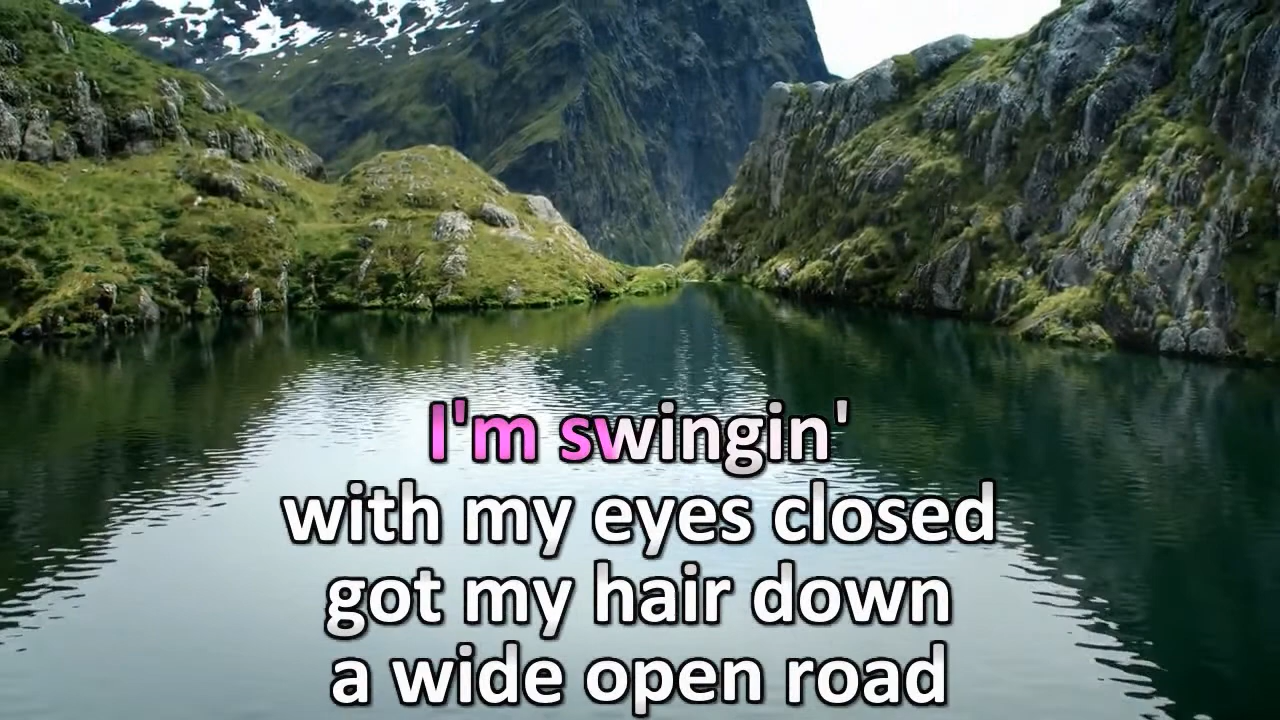 I'm swingin'
with my eyes closed
got my hair down
a wide open road